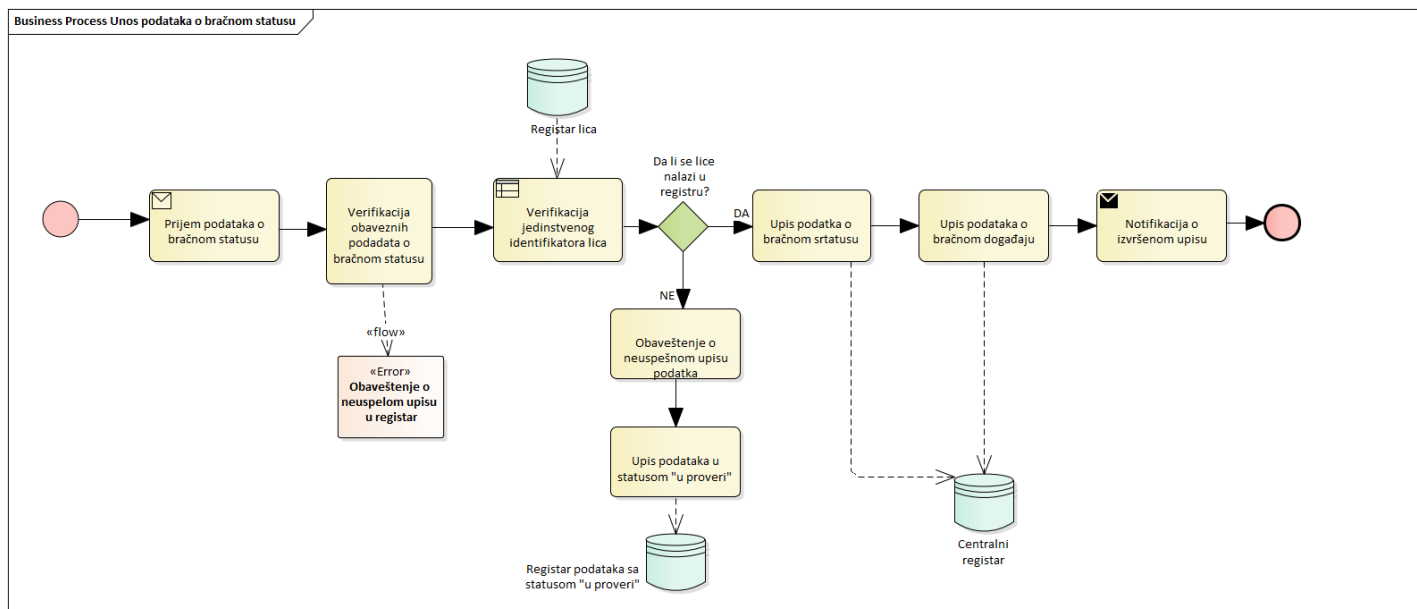 Business Process Unos podataka o bračnom statusu
Registar lica
Prijem podataka o
bračnom statusu
Verifikacija
obaveznih
podadata o
bračnom statusu
Verifikacija
jedinstvenog
identifikatora lica
Da li se lice
nalazi u
registru?
DA
Upis podatka o
bračnom srtatusu
Upis podataka o
bračnom događaju
Notifikacija o
izvršenom upisu
NE
«flow»
«Error»
Obaveštenje o
neuspelom upisu
u registar
Obaveštenje o
neuspešnom upisu
podatka
Upis podataka u
statusom "u proveri"
Registar podataka sa
statusom "u proveri"
Centralni
registar